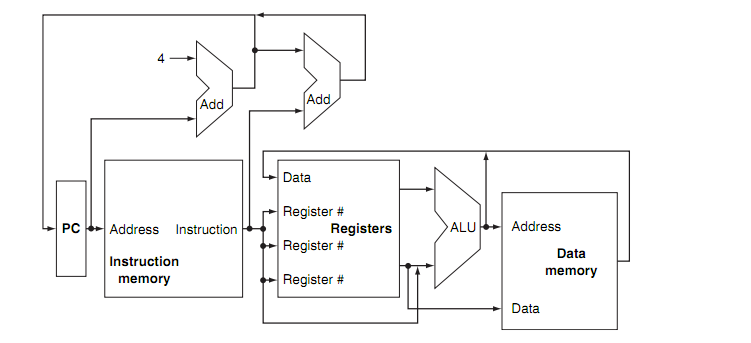 4
Add
Add
Data
Register #
PC
Address
Instruction
Registers
ALU
Address
Register #
Instruction
memory
Data
memory
Register #
Data